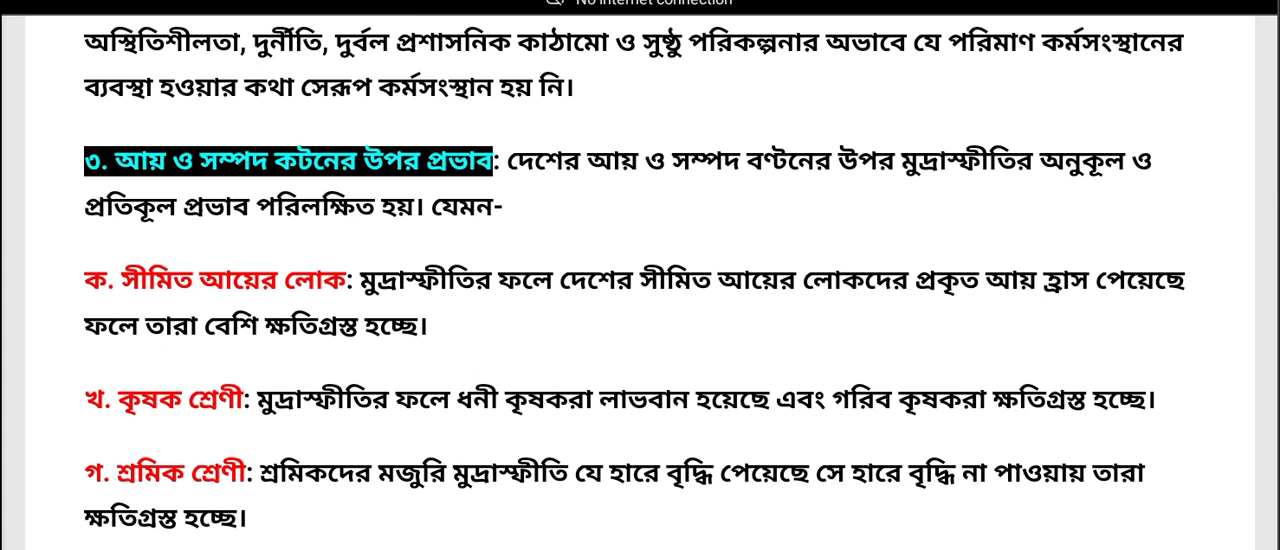 No internet connection
অস্থিতিশীলতা, দুর্নীতি, দুর্বল প্রশাসনিক কাঠামো ও সুষ্ঠু পরিকল্পনার অভাবে যে পরিমাণ কর্মসংস্থানের
ব্যবস্থা হওয়ার কথা সেরূপ কর্মসংস্থান হয় নি।
৩. আয় ও সম্পদ কটনের উপর প্রভাব: দেশের আয় ও সম্পদ বণ্টনের উপর মুদ্রাস্ফীতির অনুকূল ও
প্রতিকূল প্রভাব পরিলক্ষিত হয়। যেমন-
ক. সীমিত আয়ের লোক: মুদ্রাস্ফীতির ফলে দেশের সীমিত আয়ের লোকদের প্রকৃত আয় হ্রাস পেয়েছে
ফলে তারা বেশি ক্ষতিগ্রস্ত হচ্ছে।
খ. কৃষক শ্রেণী: মুদ্রাস্ফীতির ফলে ধনী কৃষকরা লাভবান হয়েছে এবং গরিব কৃষকরা ক্ষতিগ্রস্ত হচ্ছে।
গ. শ্রমিক শ্রেণী: শ্রমিকদের মজুরি মুদ্রাস্ফীতি যে হারে বৃদ্ধি পেয়েছে সে হারে বৃদ্ধি না পাওয়ায় তারা
ক্ষতিগ্রস্ত হচ্ছে।